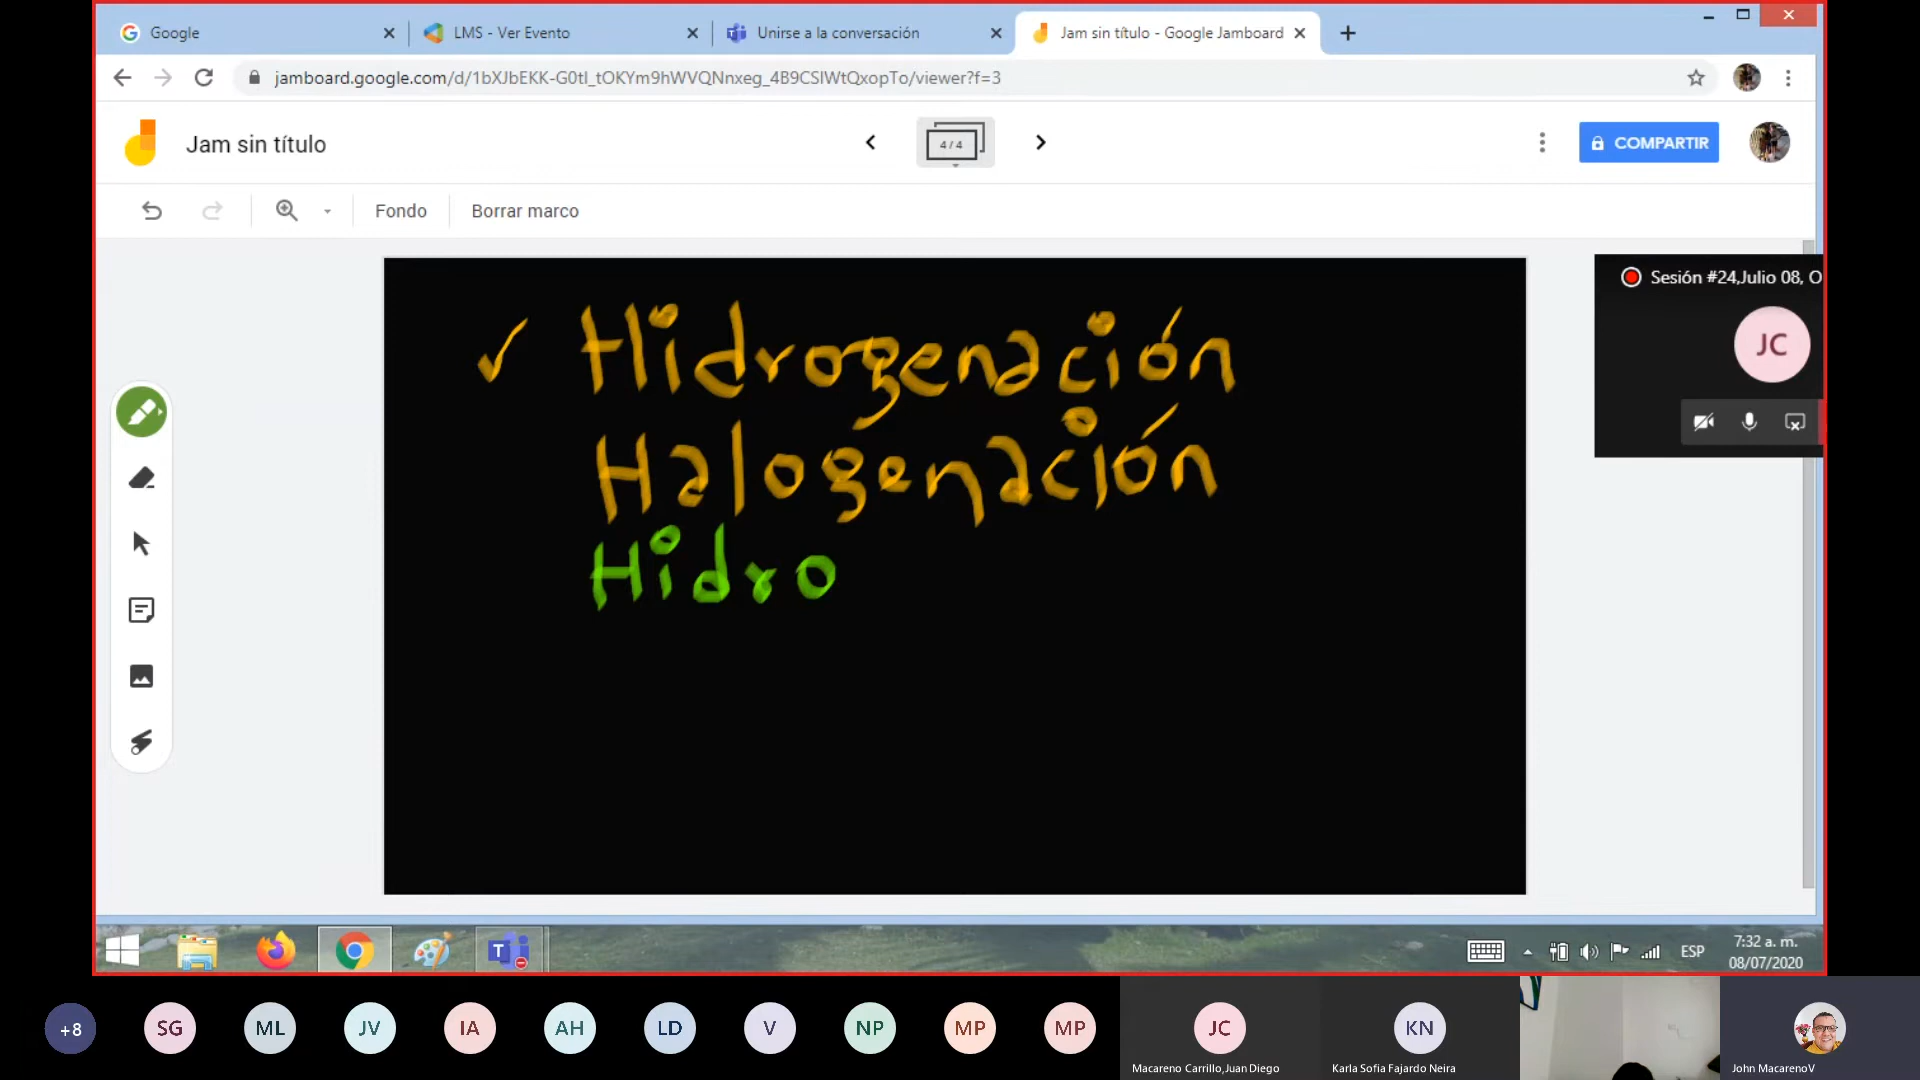 Google
LMS - Ver Evento
Unirse a la conversación
Jam sin título - Google Jamboard
jamboard.google.com/d/1bXJbEKK-G0tI_tOKYm9hWVQNnxeg_4B9CSIWtQxopTo/viewer?f=3
Jam sin título
4 / 4
COMPARTIR
Fondo
Borrar marco
Sesión #24,Julio 08, O
JC
✓ Hidrogenación
Halogenación
Hidro
ESP
7:32 a. m.
08/07/2020
+8
SG
ML
JV
IA
AH
LD
V
NP
MP
MP
JC
KN
Macareno Carrillo,Juan Diego
Karla Sofia Fajardo Neira
John MacarenoV